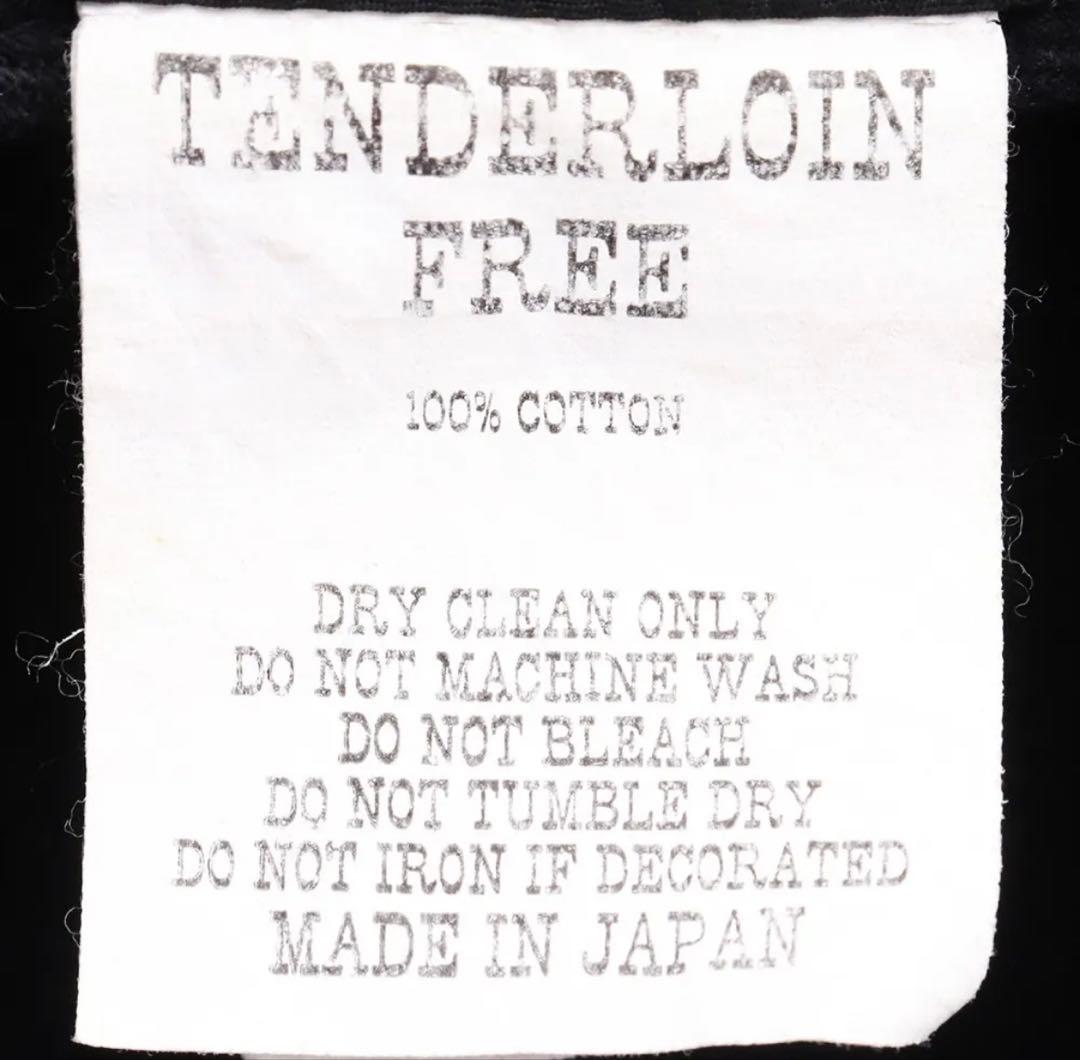 TENDERLOIN
FREE
100% COTTON
DRY CLEAN ONLY
DO NOT MACHINE WASH
DO NOT BLEACH
DO NOT TUMBLE DRY
DO NOT IRON IF DECORATED
MADE IN JAPAN